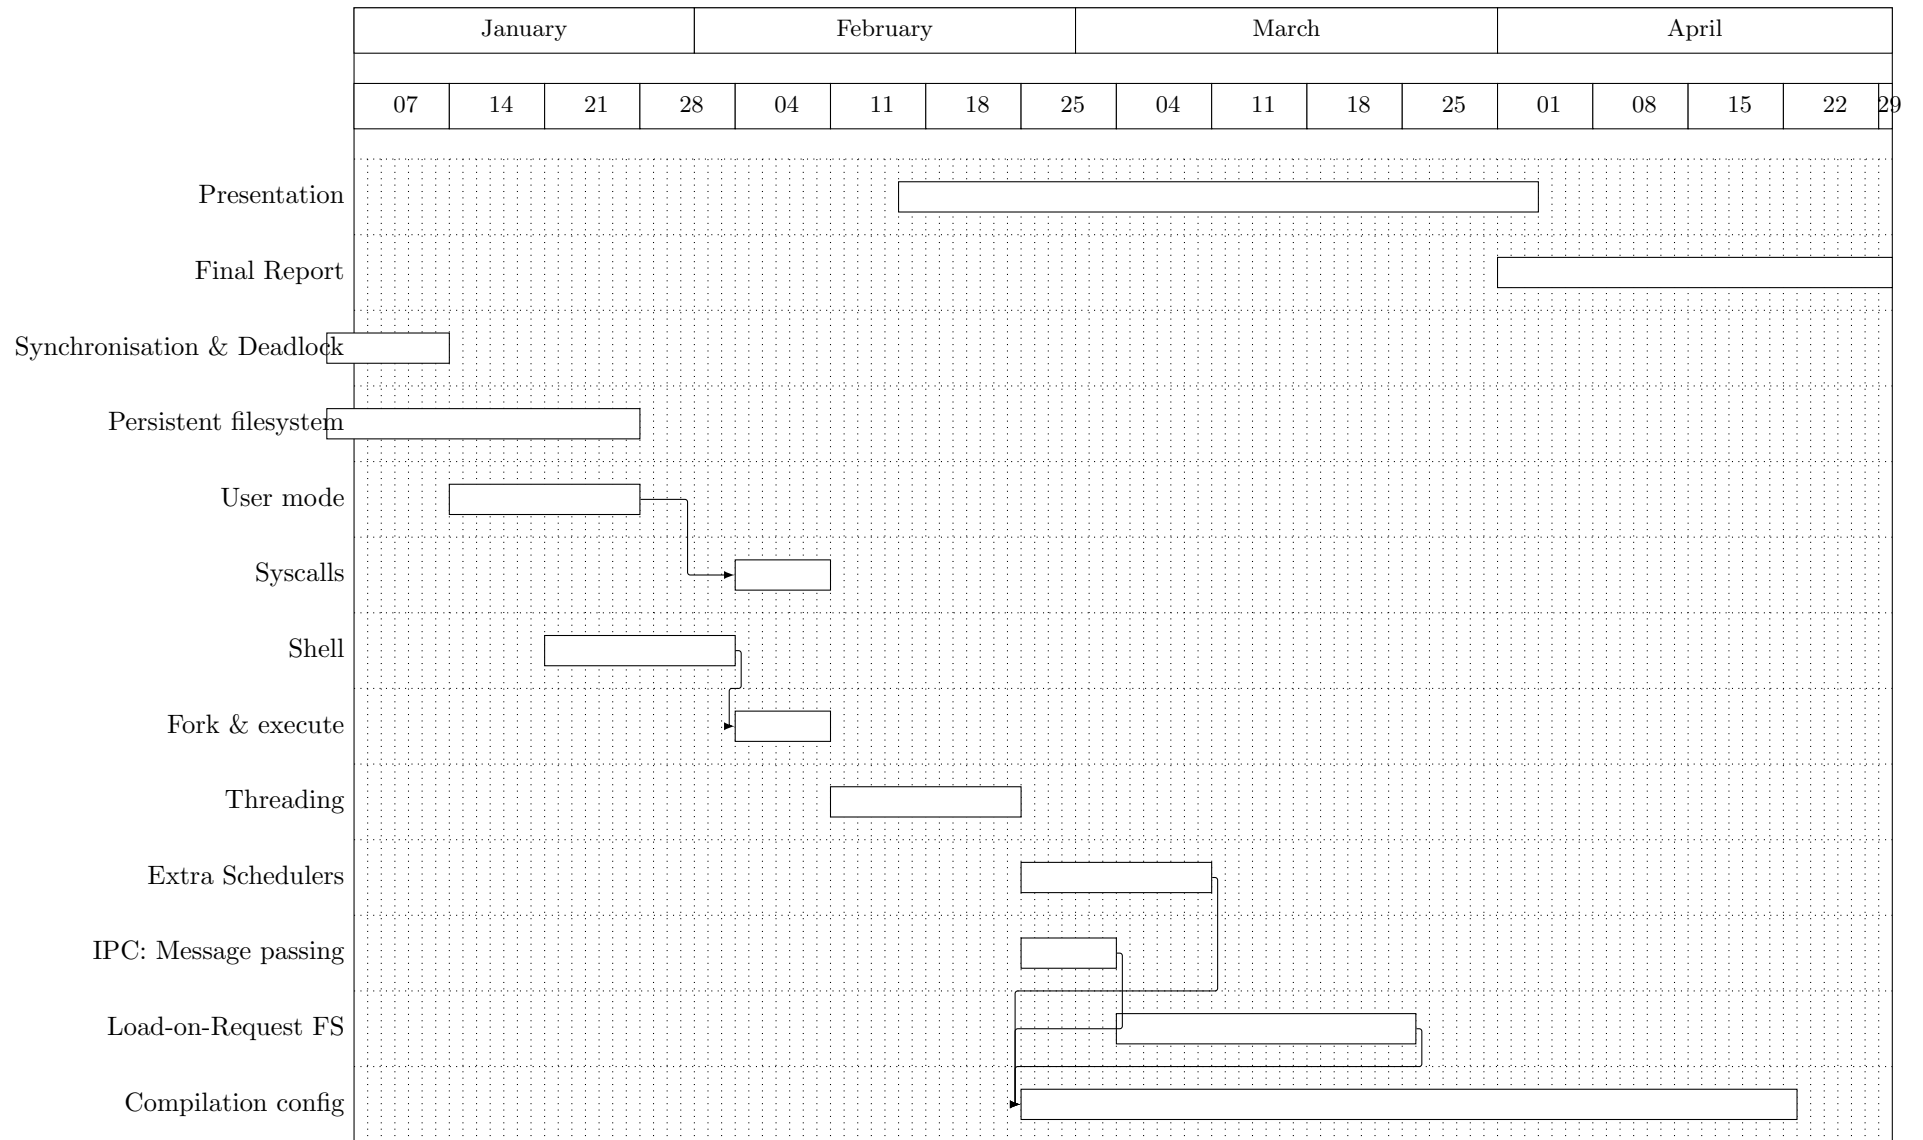 January February March April
07 14 21 28 04 11 18 25 04 11 18 25 01 08 15 22 29
Presentation
Final Report
Synchronisation & Deadlock
Persistent filesystem
User mode
Syscalls
Shell
Fork & execute
Threading
Extra Schedulers
IPC: Message passing
Load-on-Request FS
Compilation config